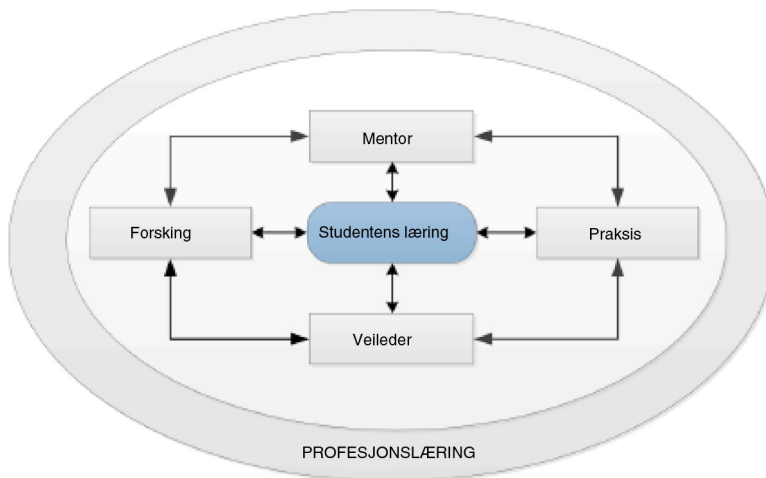 Mentor
Forsking
Studentens læring
Praksis
Veileder
PROFESJONSLÆRING